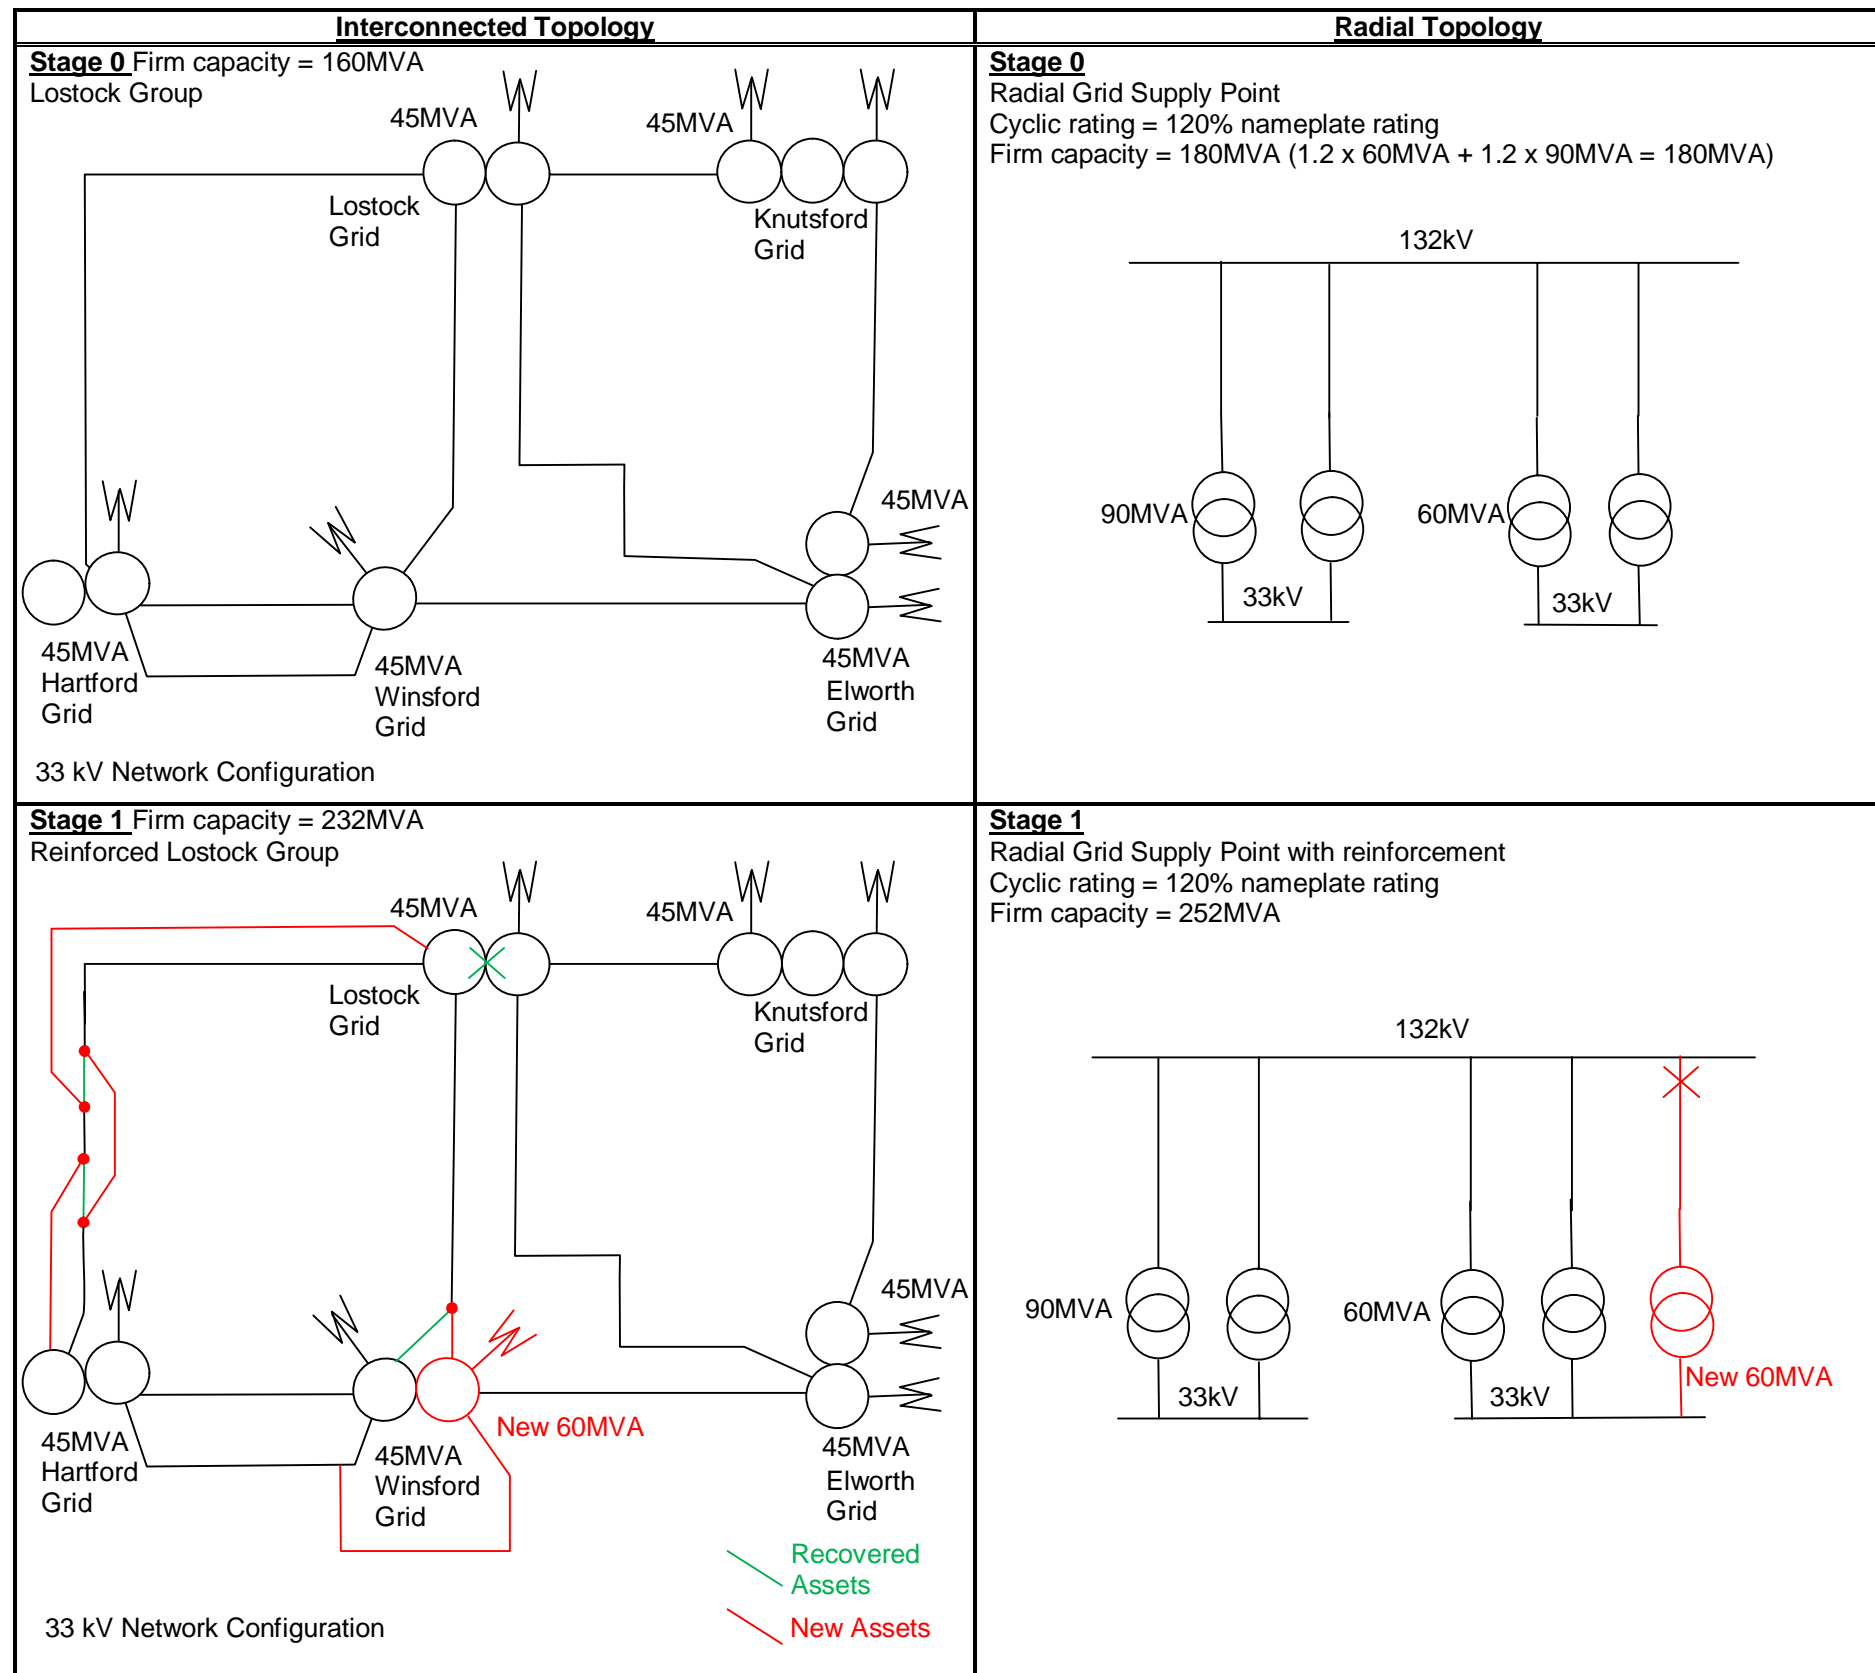 Interconnected Topology
Radial Topology
Stage 0 Firm capacity = 160MVA
Lostock Group
45MVA
45MVA
Lostock
Grid
Knutsford
Grid
45MVA
45MVA
Hartford
Grid
45MVA
Winsford
Grid
45MVA
Elworth
Grid
33 kV Network Configuration
Stage 0
Radial Grid Supply Point
Cyclic rating = 120% nameplate rating
Firm capacity = 180MVA (1.2 x 60MVA + 1.2 x 90MVA = 180MVA)
132kV
90MVA
60MVA
33kV
33kV
Stage 1 Firm capacity = 232MVA
Reinforced Lostock Group
45MVA
45MVA
Lostock
Grid
Knutsford
Grid
45MVA
New 60MVA
45MVA
Hartford
Grid
45MVA
Winsford
Grid
45MVA
Elworth
Grid
Recovered
Assets
New Assets
33 kV Network Configuration
Stage 1
Radial Grid Supply Point with reinforcement
Cyclic rating = 120% nameplate rating
Firm capacity = 252MVA
132kV
90MVA
60MVA
New 60MVA
33kV
33kV